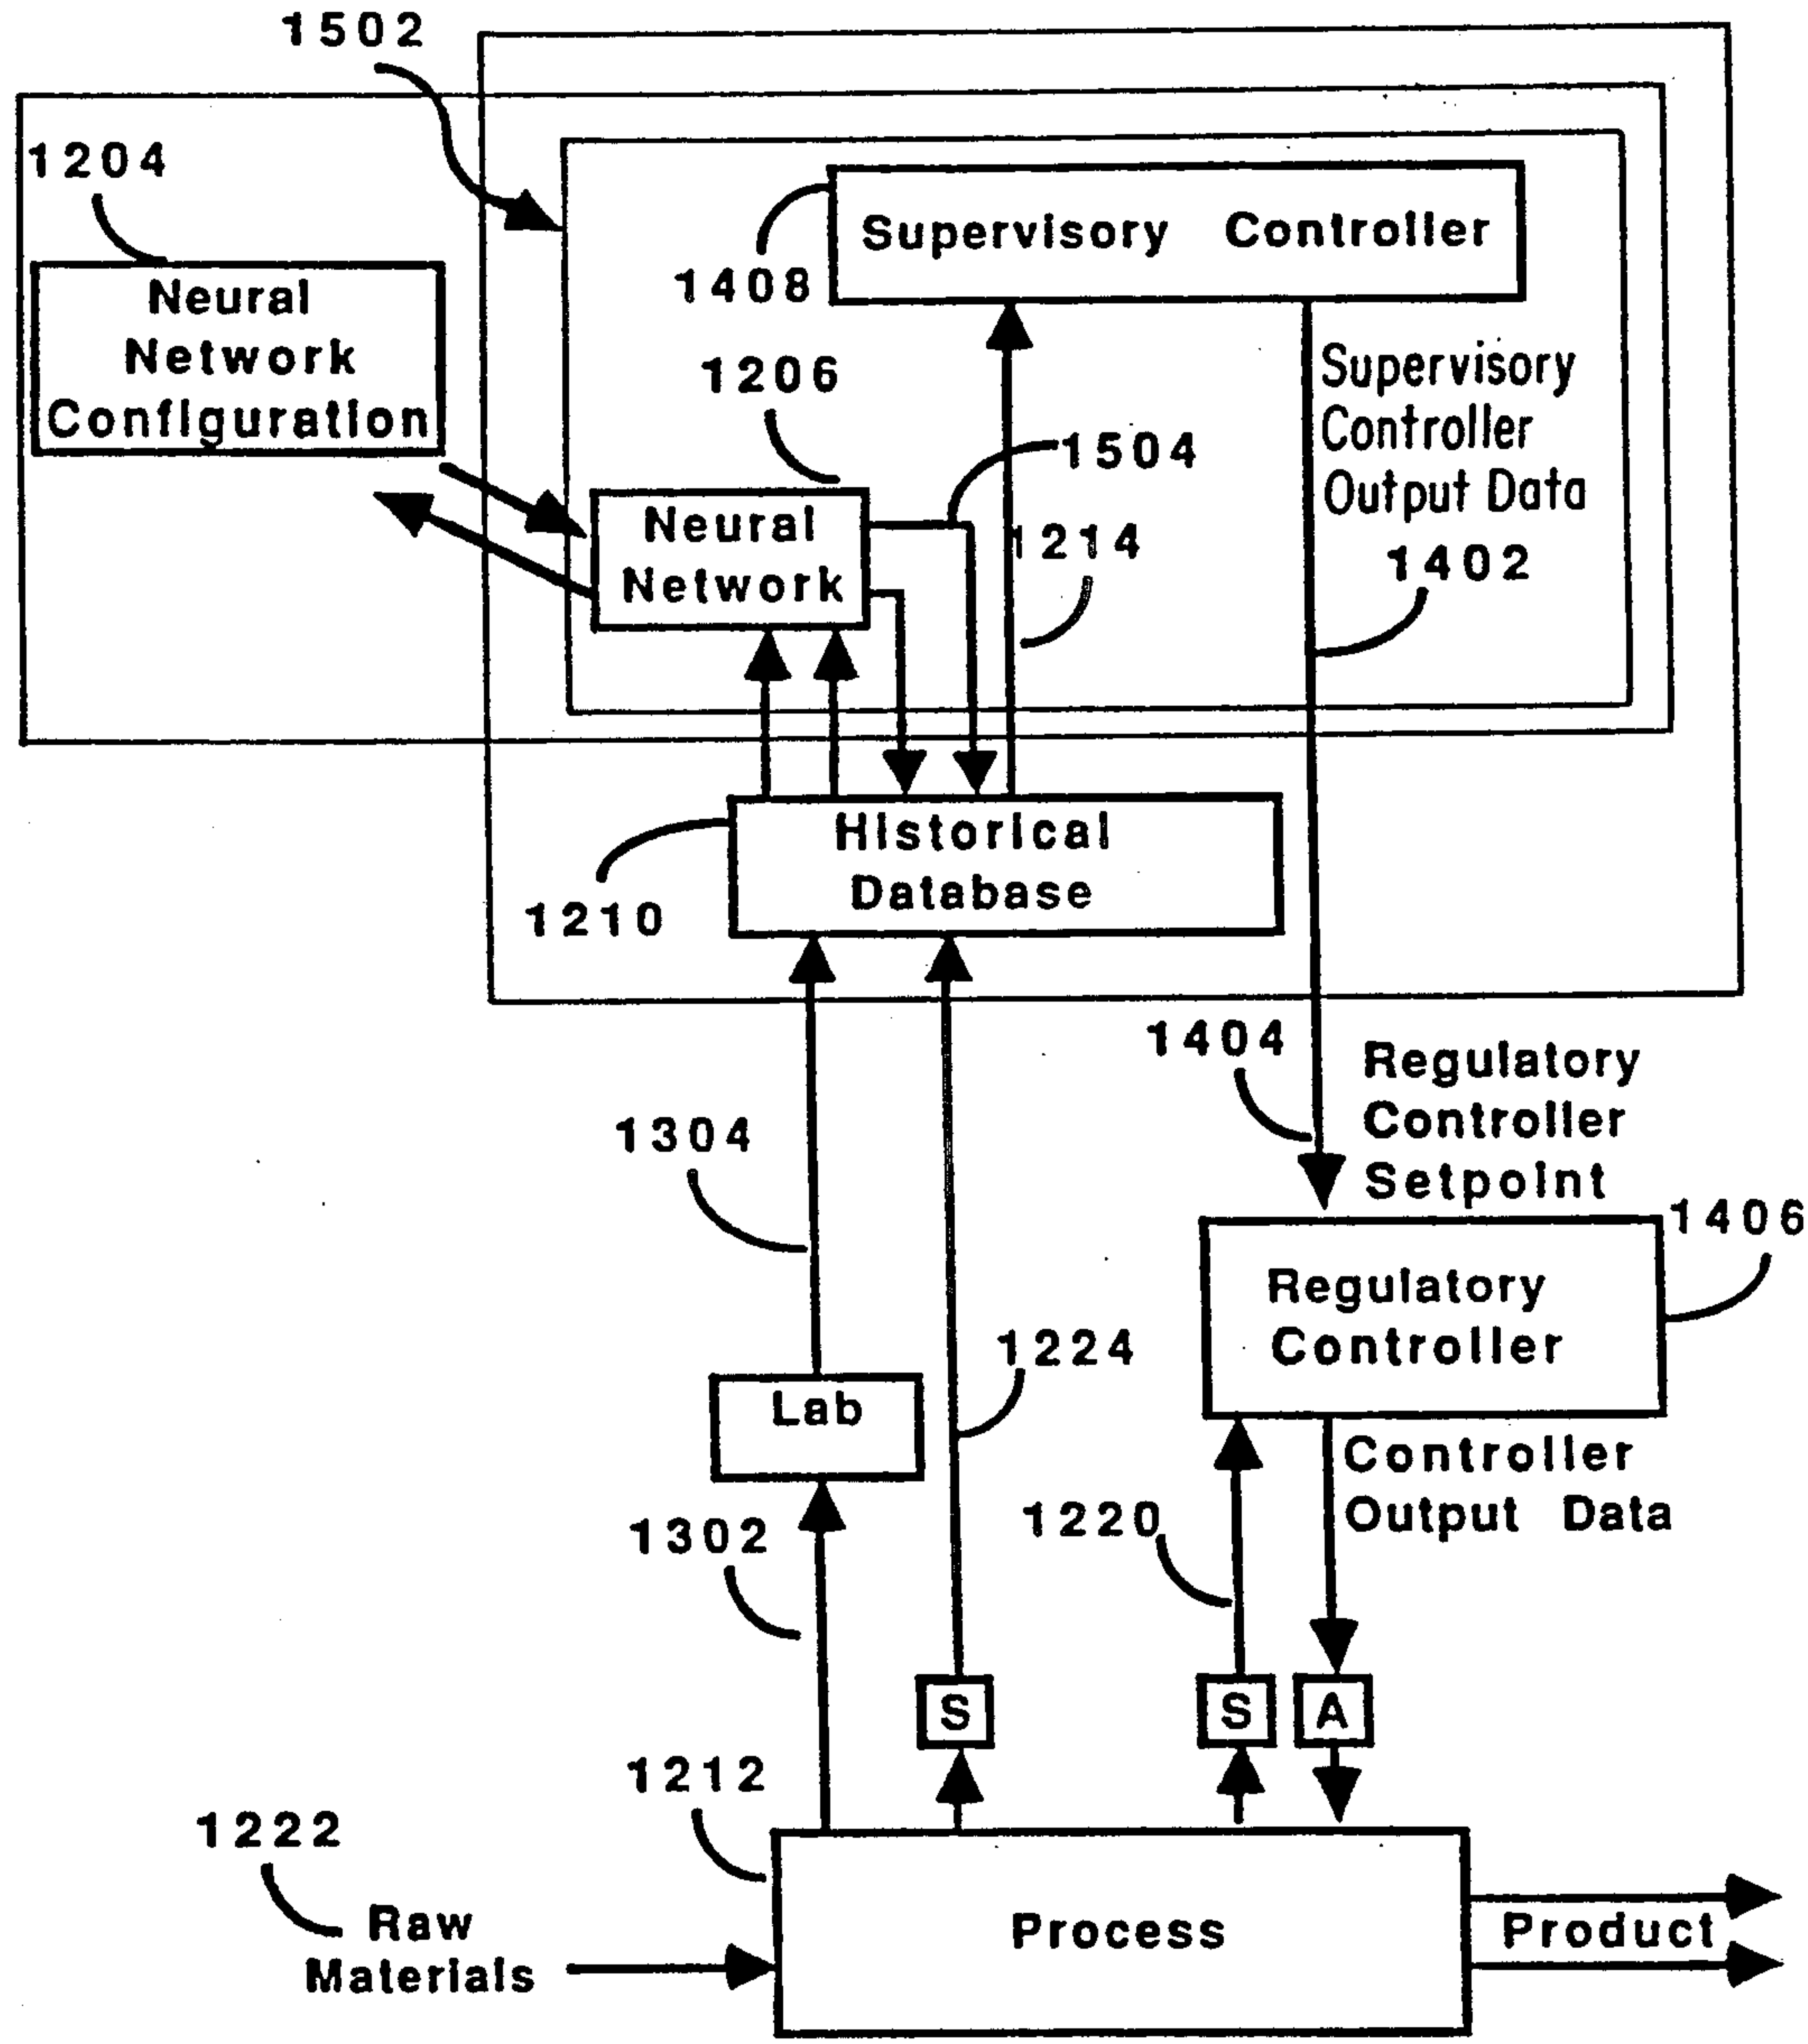 1502
1204
Neural
Network
Configuration
Supervisory Controller
1408
1206
Supervisory
Controller
Output Data
1504
Neural
Network
1214
1402
Historical
Database
1210
1404
Regulatory
Controller
Setpoint
1304
1406
Regulatory
Controller
1224
Lab
Controller
Output Data
1302
1220
S
S
A
1212
1222
Raw
Materials
Process
Product